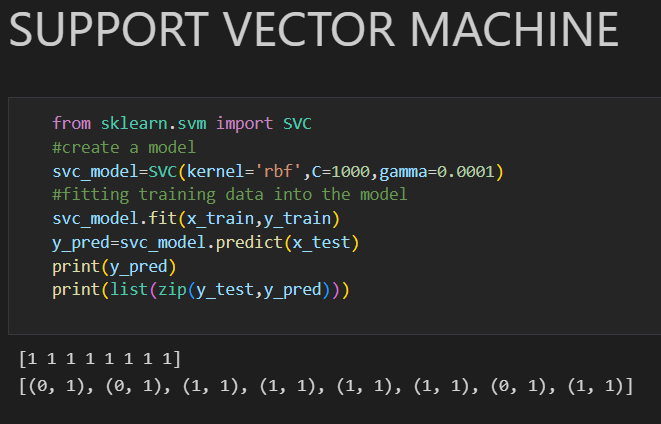 SUPPORT VECTOR MACHINE
from sklearn.svm import SVC
#create a model
svc_model=SVC(kernel='rbf',C=1000,gamma=0.0001)
#fitting training data into the model
svc_model.fit(x_train,y_train)
y_pred=svc_model.predict(x_test)
print(y_pred)
print(list(zip(y_test,y_pred)))
[1 1 1 1 1 1 1 1]
[(0, 1), (0, 1), (1, 1), (1, 1), (1, 1), (1, 1), (0, 1), (1, 1)]